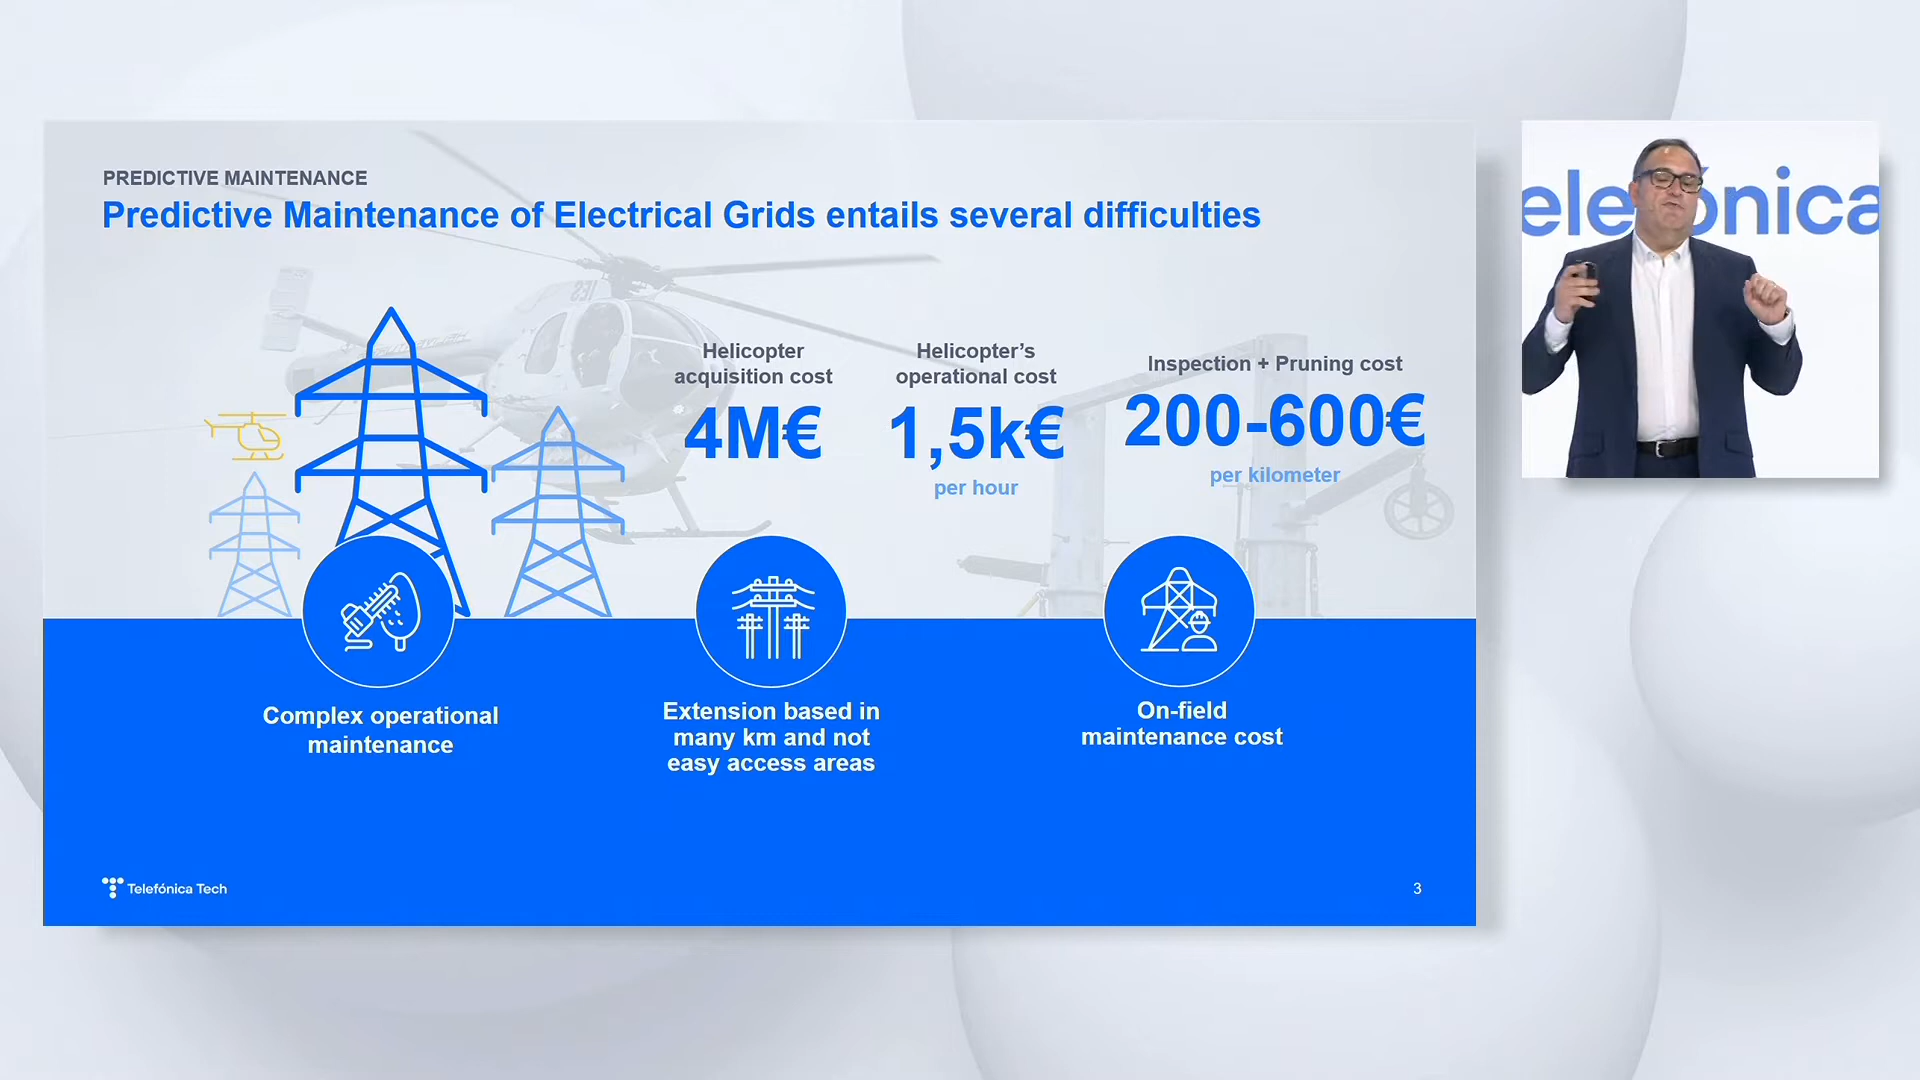 PREDICTIVE MAINTENANCE
Predictive Maintenance of Electrical Grids entails several difficulties
Helicopter
acquisition cost
4M€
Helicopter’s
operational cost
1,5k€
per hour
Inspection + Pruning cost
200-600€
per kilometer
Complex operational
maintenance
Extension based in
many km and not
easy access areas
On-field
maintenance cost
Telefónica Tech
3
elefónica